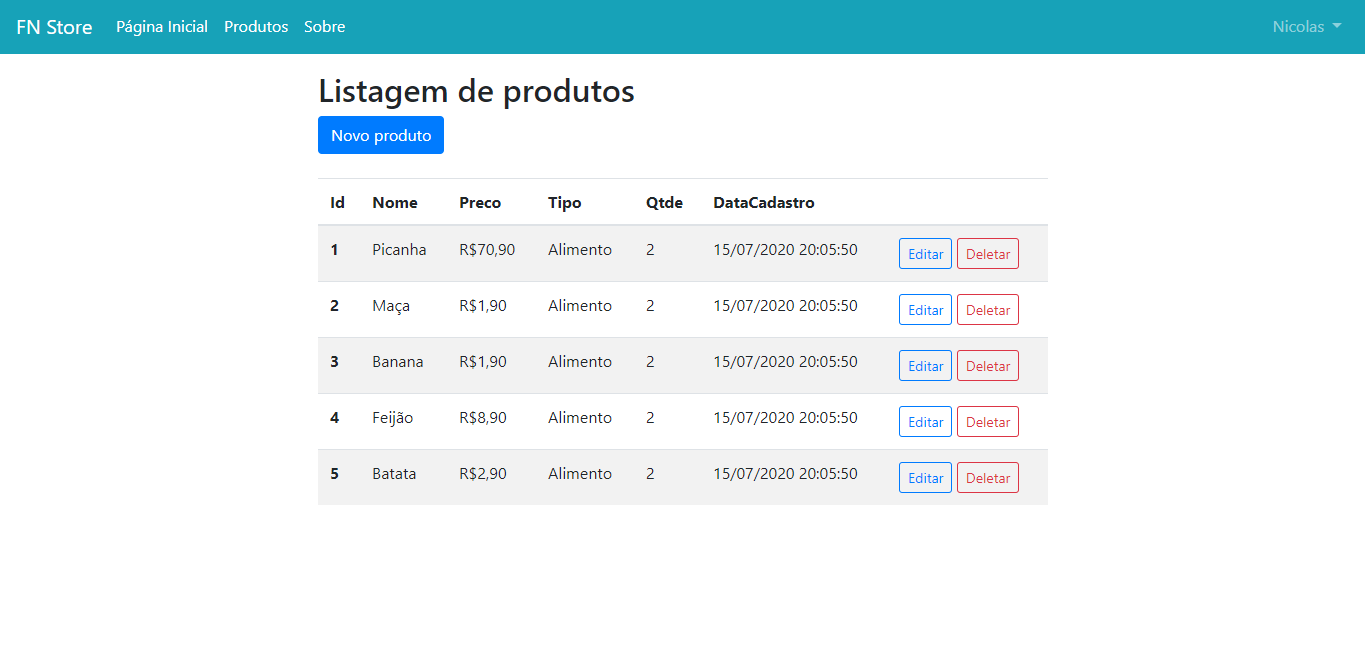 FN Store Página Inicial Produtos Sobre Nicolas
Listagem de produtos
Novo produto
Id Nome Preco Tipo Qtde DataCadastro
1 Picanha R$70,90 Alimento 2 15/07/2020 20:05:50 Editar Deletar
2 Maça R$1,90 Alimento 2 15/07/2020 20:05:50 Editar Deletar
3 Banana R$1,90 Alimento 2 15/07/2020 20:05:50 Editar Deletar
4 Feijão R$8,90 Alimento 2 15/07/2020 20:05:50 Editar Deletar
5 Batata R$2,90 Alimento 2 15/07/2020 20:05:50 Editar Deletar